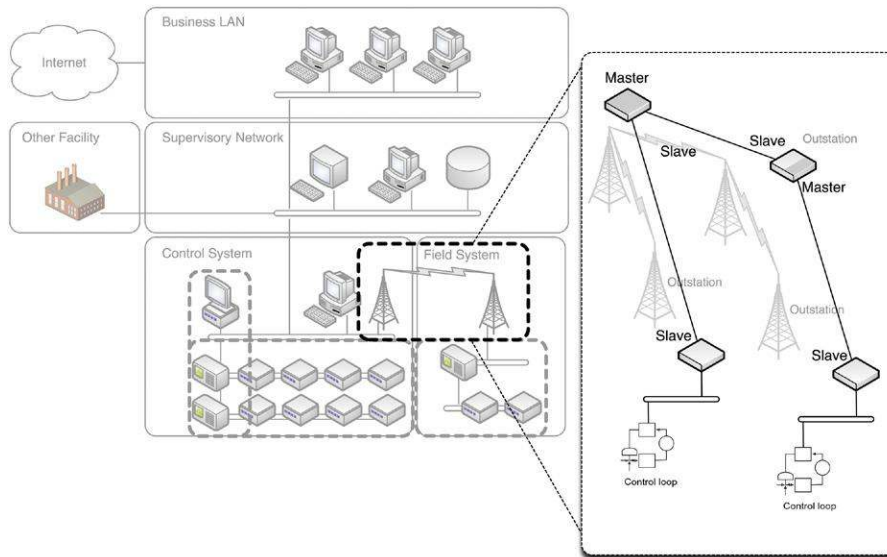 Business LAN
Internet
Other Facility
Supervisory Network
Control System
Field System
Master
Slave
Outstation
Slave
Master
Outstation
Outstation
Slave
Slave
Control loop
Control loop